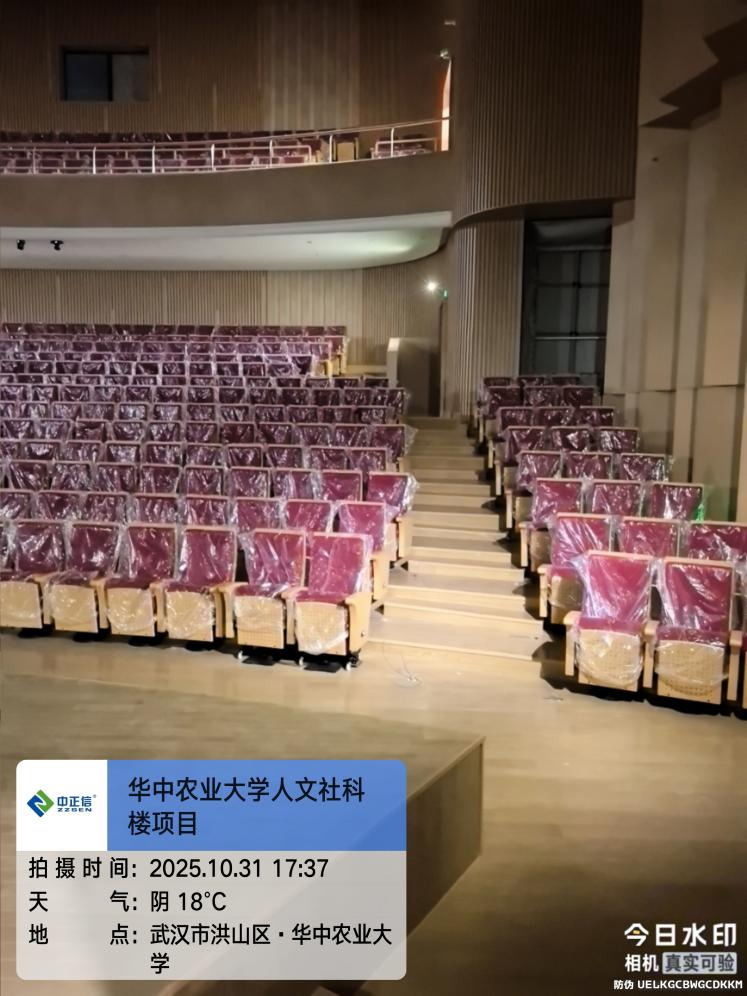 中正信
ZZSEN
华中农业大学人文社科
楼项目
拍摄时间: 2025.10.31 17:37
天气: 阴 18℃
地点: 武汉市洪山区·华中农业大
学
今日水印
相机 真实可验
防伪 UELKGCBWGCDKKM